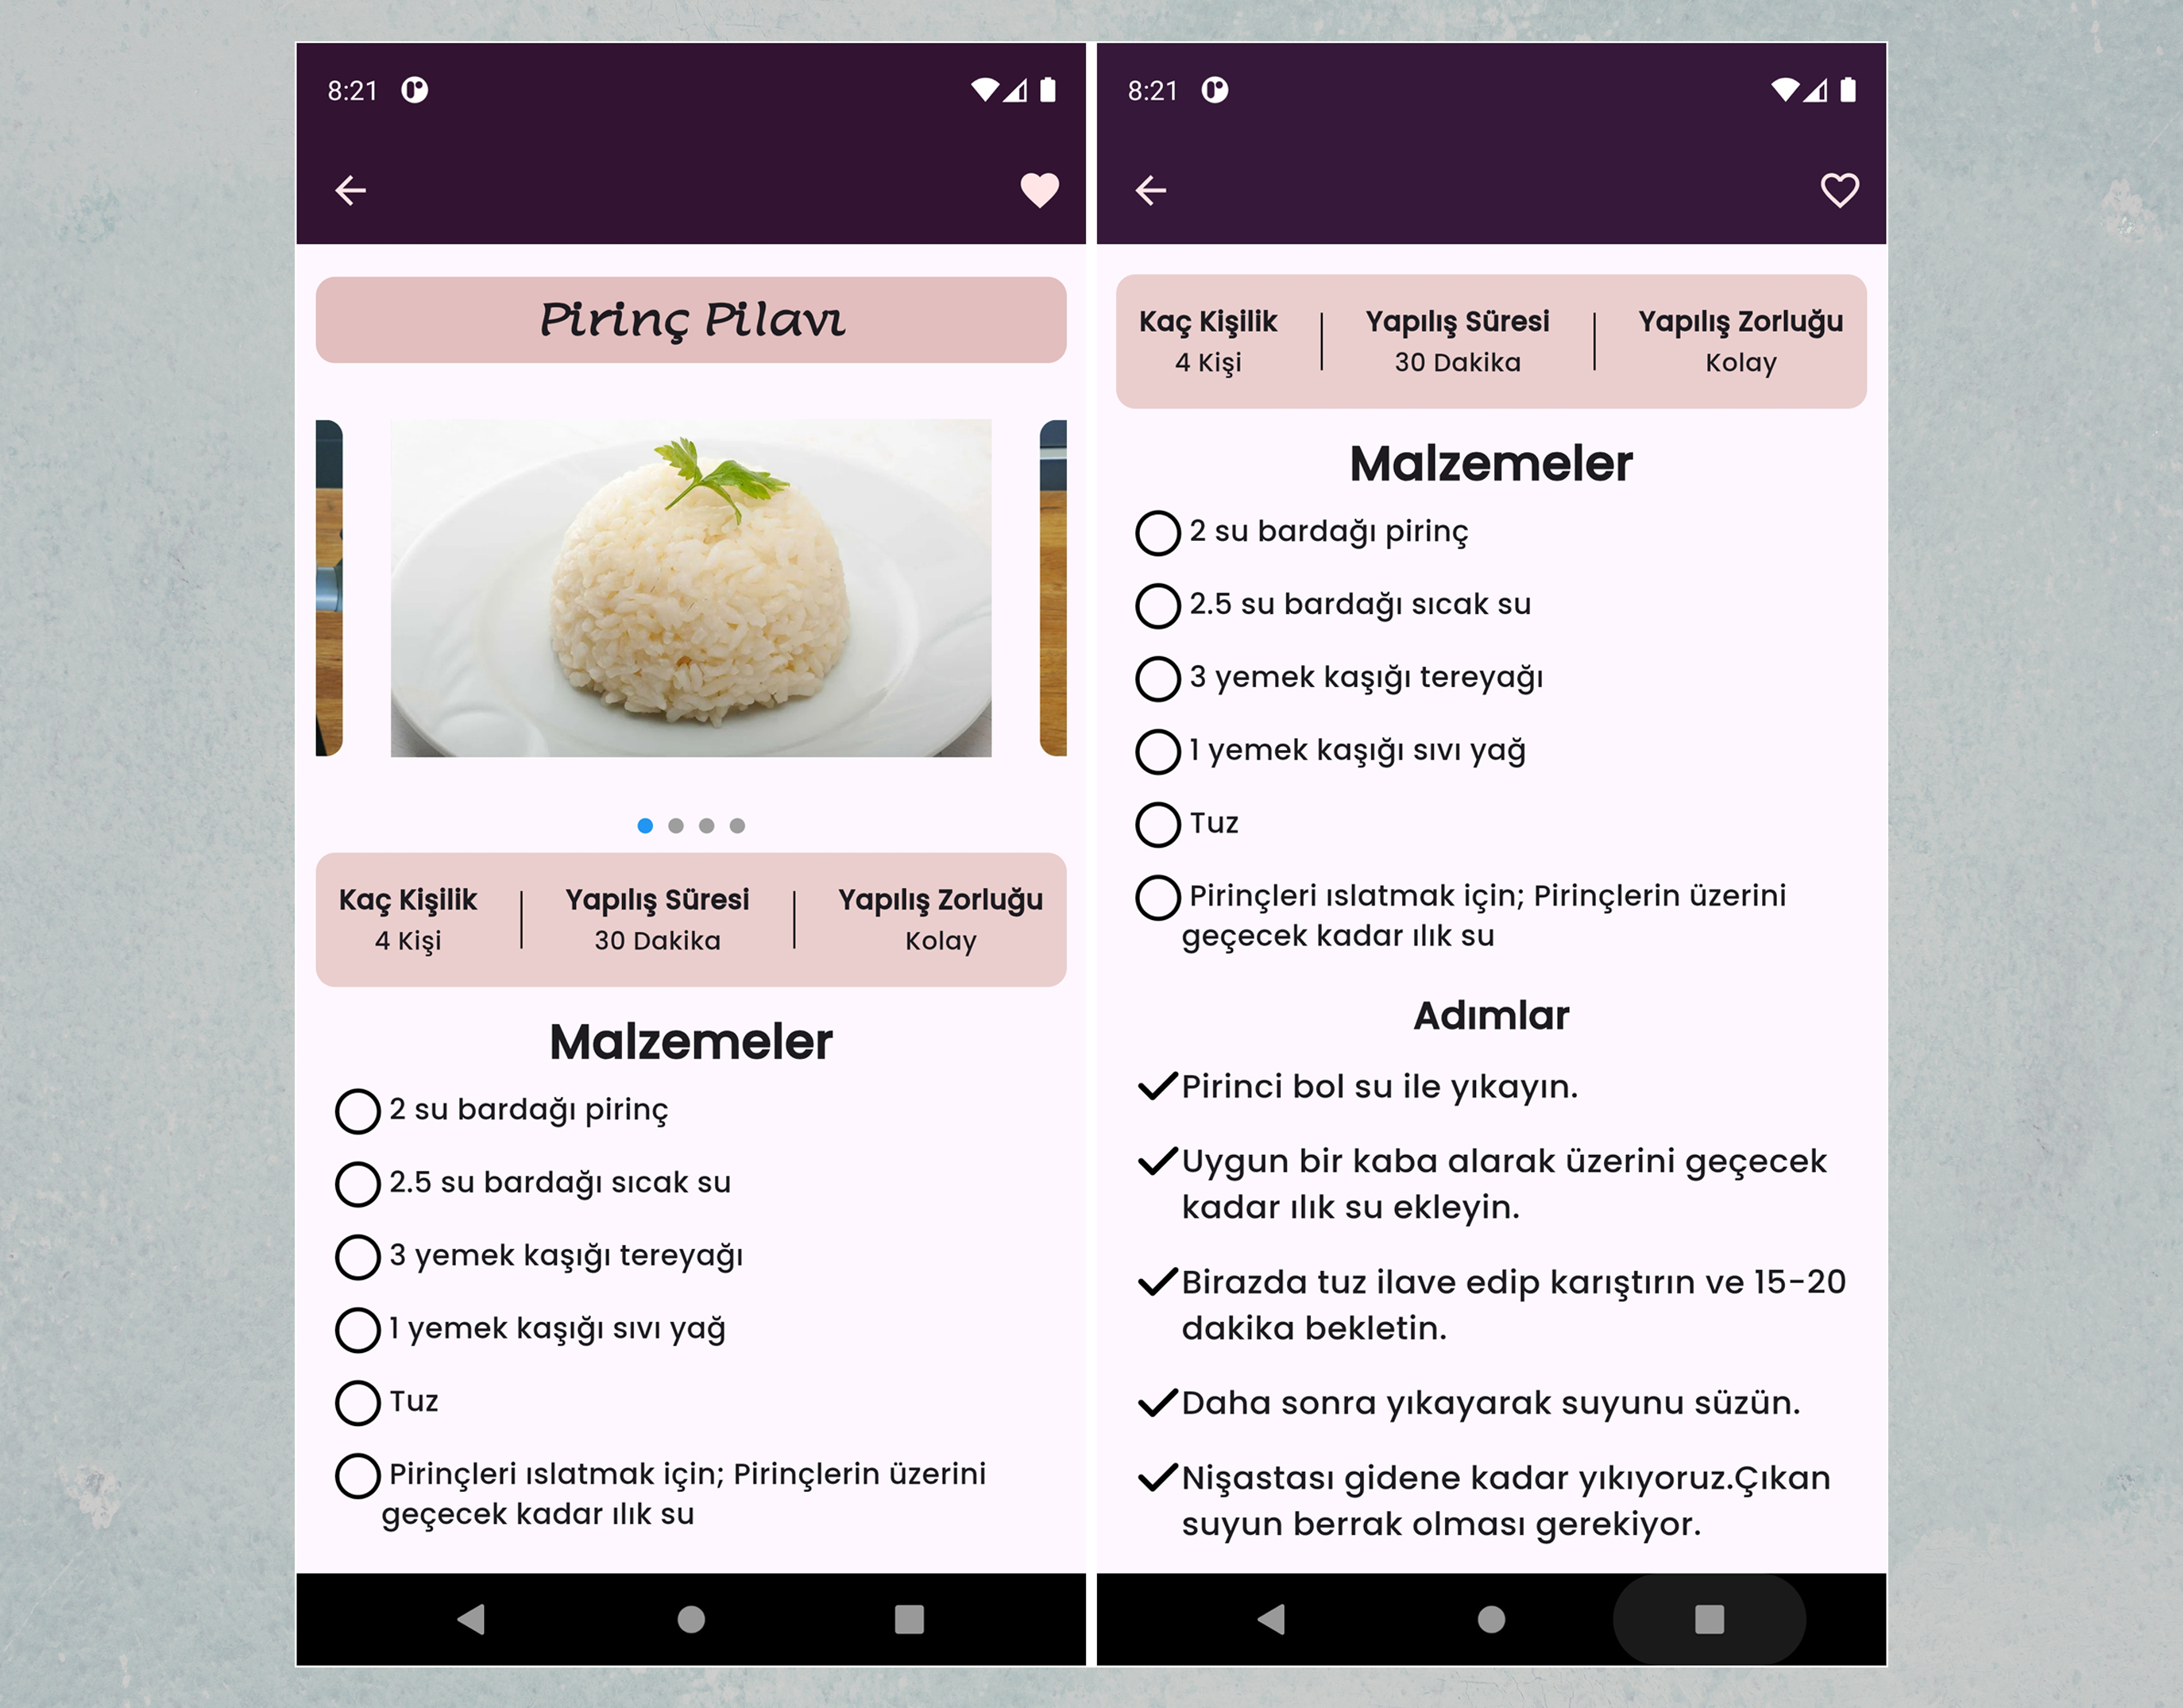 8:21
Pirinç Pilavı
Kaç Kişilik
Yapılış Süresi
Yapılış Zorluğu
4 Kişi
30 Dakika
Kolay
Malzemeler
2 su bardağı pirinç
2.5 su bardağı sıcak su
3 yemek kaşığı tereyağı
1 yemek kaşığı sıvı yağ
Tuz
Pirinçleri ıslatmak için; Pirinçlerin üzerini
geçecek kadar ılık su
8:21
Kaç Kişilik
Yapılış Süresi
Yapılış Zorluğu
4 Kişi
30 Dakika
Kolay
Malzemeler
2 su bardağı pirinç
2.5 su bardağı sıcak su
3 yemek kaşığı tereyağı
1 yemek kaşığı sıvı yağ
Tuz
Pirinçleri ıslatmak için; Pirinçlerin üzerini
geçecek kadar ılık su
Adımlar
Pirinci bol su ile yıkayın.
Uygun bir kaba alarak üzerini geçecek
kadar ılık su ekleyin.
Birazda tuz ilave edip karıştırın ve 15-20
dakika bekletin.
Daha sonra yıkayarak suyunu süzün.
Nişastası gidene kadar yıkıyoruz.Çıkan
suyun berrak olması gerekiyor.